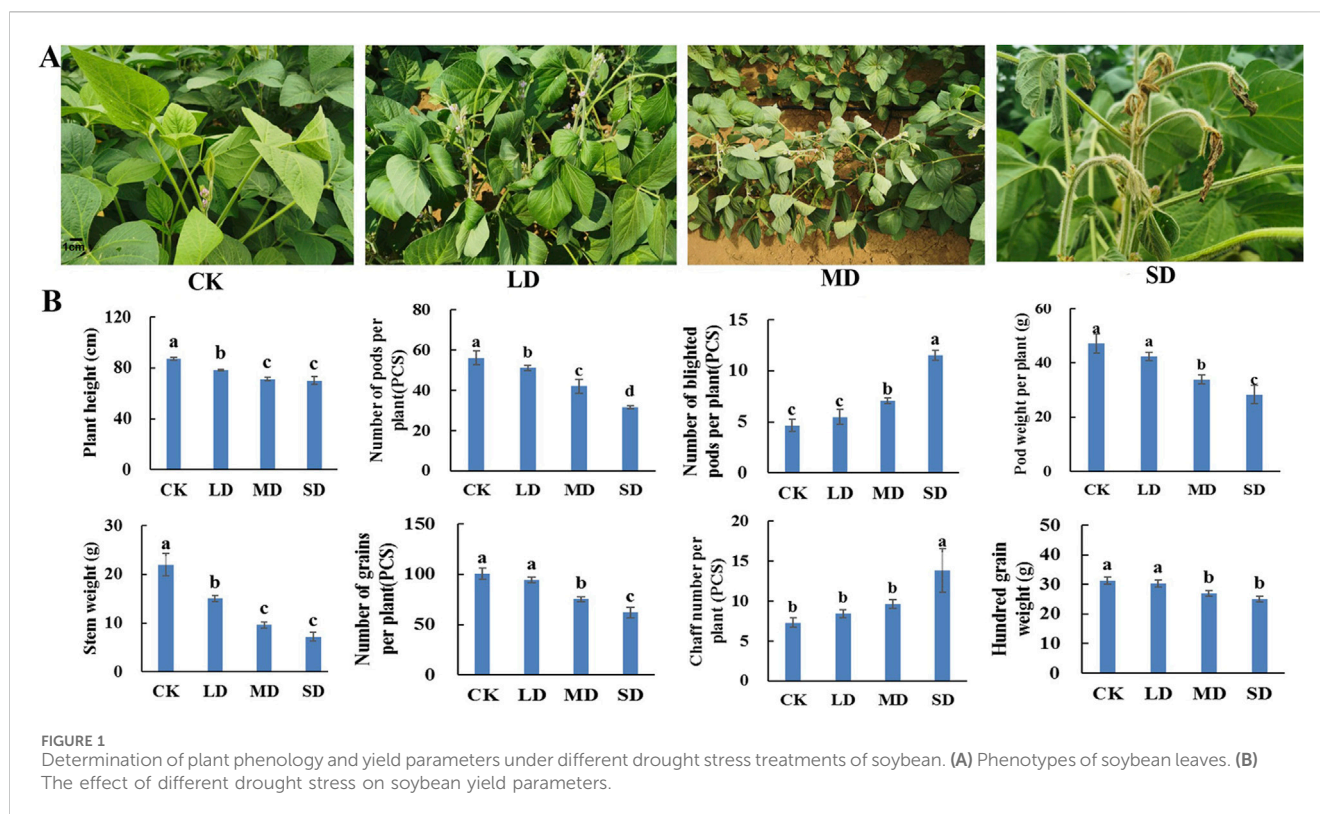 A
1cm
CK LD MD SD
B
Plant height (cm)
120
80
40
0
a b c c
CK LD MD SD
Number of pods per
plant(PCS)
80
60
40
20
0
a b c d
CK LD MD SD
Number of blighted
pods per plant(PCS)
15
10
5
0
c c b a
CK LD MD SD
Pod weight per plant (g)
60
40
20
0
a a b c
CK LD MD SD
Stem weight (g)
30
20
10
0
a b c c
CK LD MD SD
Number of grains
per plant(PCS)
150
100
50
0
a a b c
CK LD MD SD
Chaff number per
plant (PCS)
20
15
10
5
0
b b b a
CK LD MD SD
Hundred grain
weight (g)
50
40
30
20
10
0
a a b b
CK LD MD SD
FIGURE 1
Determination of plant phenology and yield parameters under different drought stress treatments of soybean. (A) Phenotypes of soybean leaves. (B)
The effect of different drought stress on soybean yield parameters.